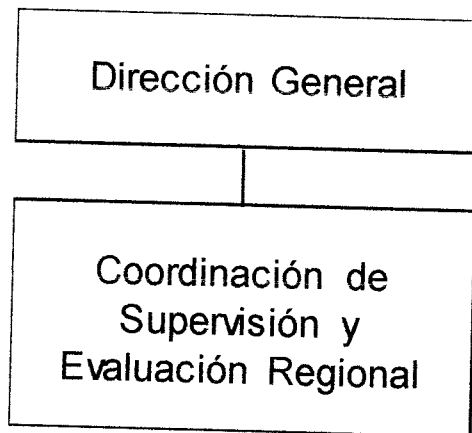 Dirección General
Coordinación de
Supervisión y
Evaluación Regional